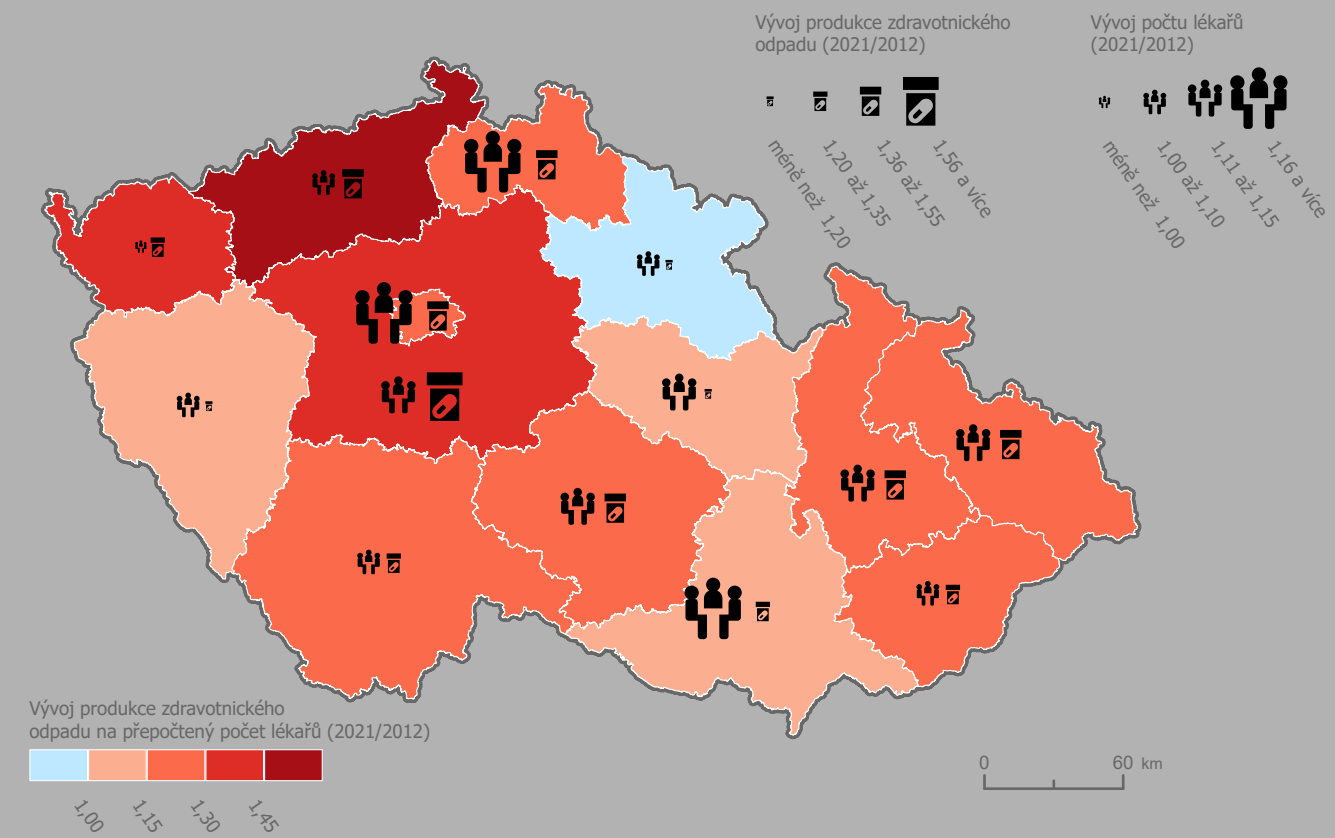 Vývoj produkce zdravotnického
odpadu (2021/2012)
méně než 1,20
1,20 až 1,35
1,36 až 1,55
1,56 a více
Vývoj počtu lékařů
(2021/2012)
méně než 1,00
1,00 až 1,10
1,11 až 1,15
1,16 a více
Vývoj produkce zdravotnického
odpadu na přepočtený počet lékařů (2021/2012)
1,00
1,15
1,30
1,45
0 60 km